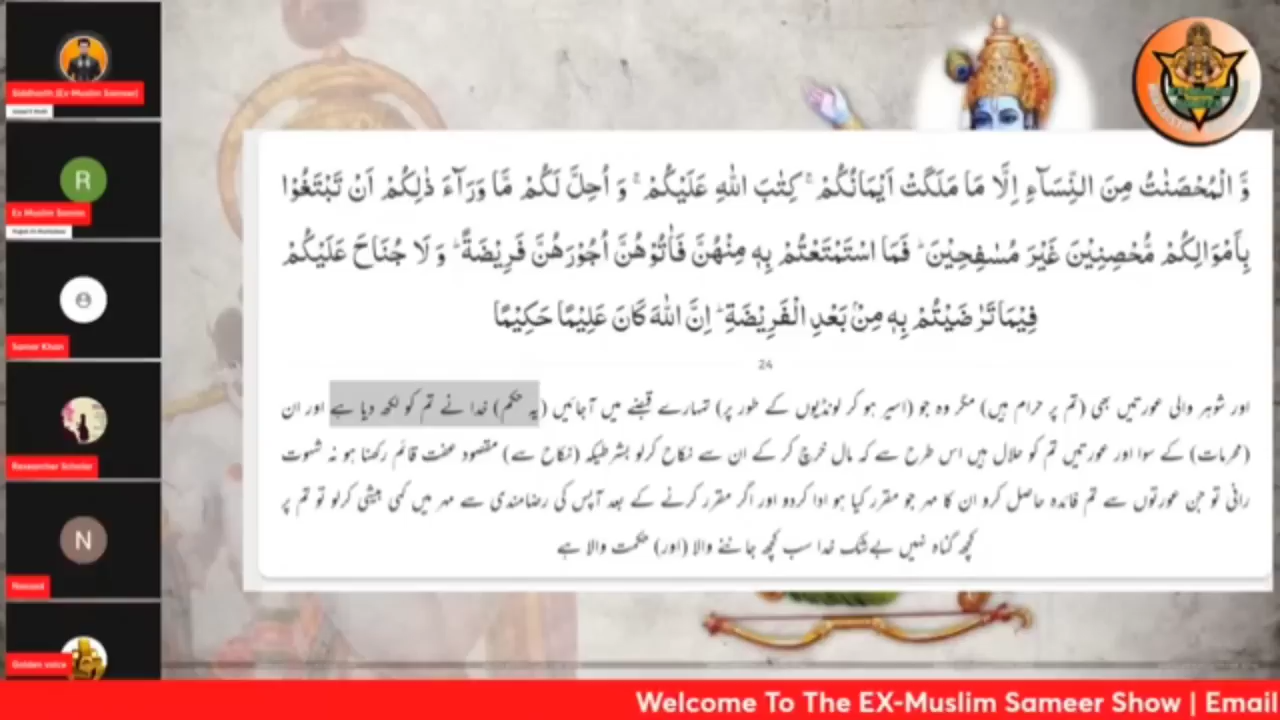 Siddharth (Ex-Muslim Sameer)
Ex Muslim Sameer
Samar Khan
Researcher Scholar
Nawaed
Golden voice
وَّ الْمُحْصَنٰتُ مِنَ النِّسَآءِ اِلَّا مَا مَلَكَتْ اَیْمَانُكُمْ ۚ كِتٰبَ اللّٰهِ عَلَیْكُمْ ۚ وَ اُحِلَّ لَكُمْ مَّا وَرَآءَ ذٰلِكُمْ اَنْ تَبْتَغُوْا
بِاَمْوَالِكُمْ مُّحْصِنِیْنَ غَیْرَ مُسٰفِحِیْنَ ؕ فَمَا اسْتَمْتَعْتُمْ بِهٖ مِنْهُنَّ فَاٰتُوْهُنَّ اُجُوْرَهُنَّ فَرِیْضَةً ؕ وَ لَا جُنَاحَ عَلَیْكُمْ
فِیْمَا تَرٰضَیْتُمْ بِهٖ مِنْۢ بَعْدِ الْفَرِیْضَةِ ؕ اِنَّ اللّٰهَ كَانَ عَلِیْمًا حَكِیْمًا
24
اور شوہر والی عورتیں بھی (تم پر حرام ہیں) مگر وہ جو (اسیر ہو کر لونڈیوں کے طور پر) تمہارے قبضے میں آجائیں (یہ حکم) خدا نے تم کو لکھ دیا ہے اور ان
(محرمات) کے سوا اور عورتیں تم کو حلال ہیں اس طرح سے کہ مال خرچ کر کے ان سے نکاح کرلو بشرطیکہ (نکاح سے) مقصود عفت قائم رکھنا ہو نہ شہوت
رانی تو جن عورتوں سے تم فائدہ حاصل کرو ان کا مہر جو مقرر کیا ہو ادا کردو اور اگر مقرر کرنے کے بعد آپس کی رضامندی سے مہر میں کمی بیشی کرلو تو تم پر
کچھ گناہ نہیں بےشک خدا سب کچھ جاننے والا (اور) حکمت والا ہے
Welcome To The EX-Muslim Sameer Show | Email